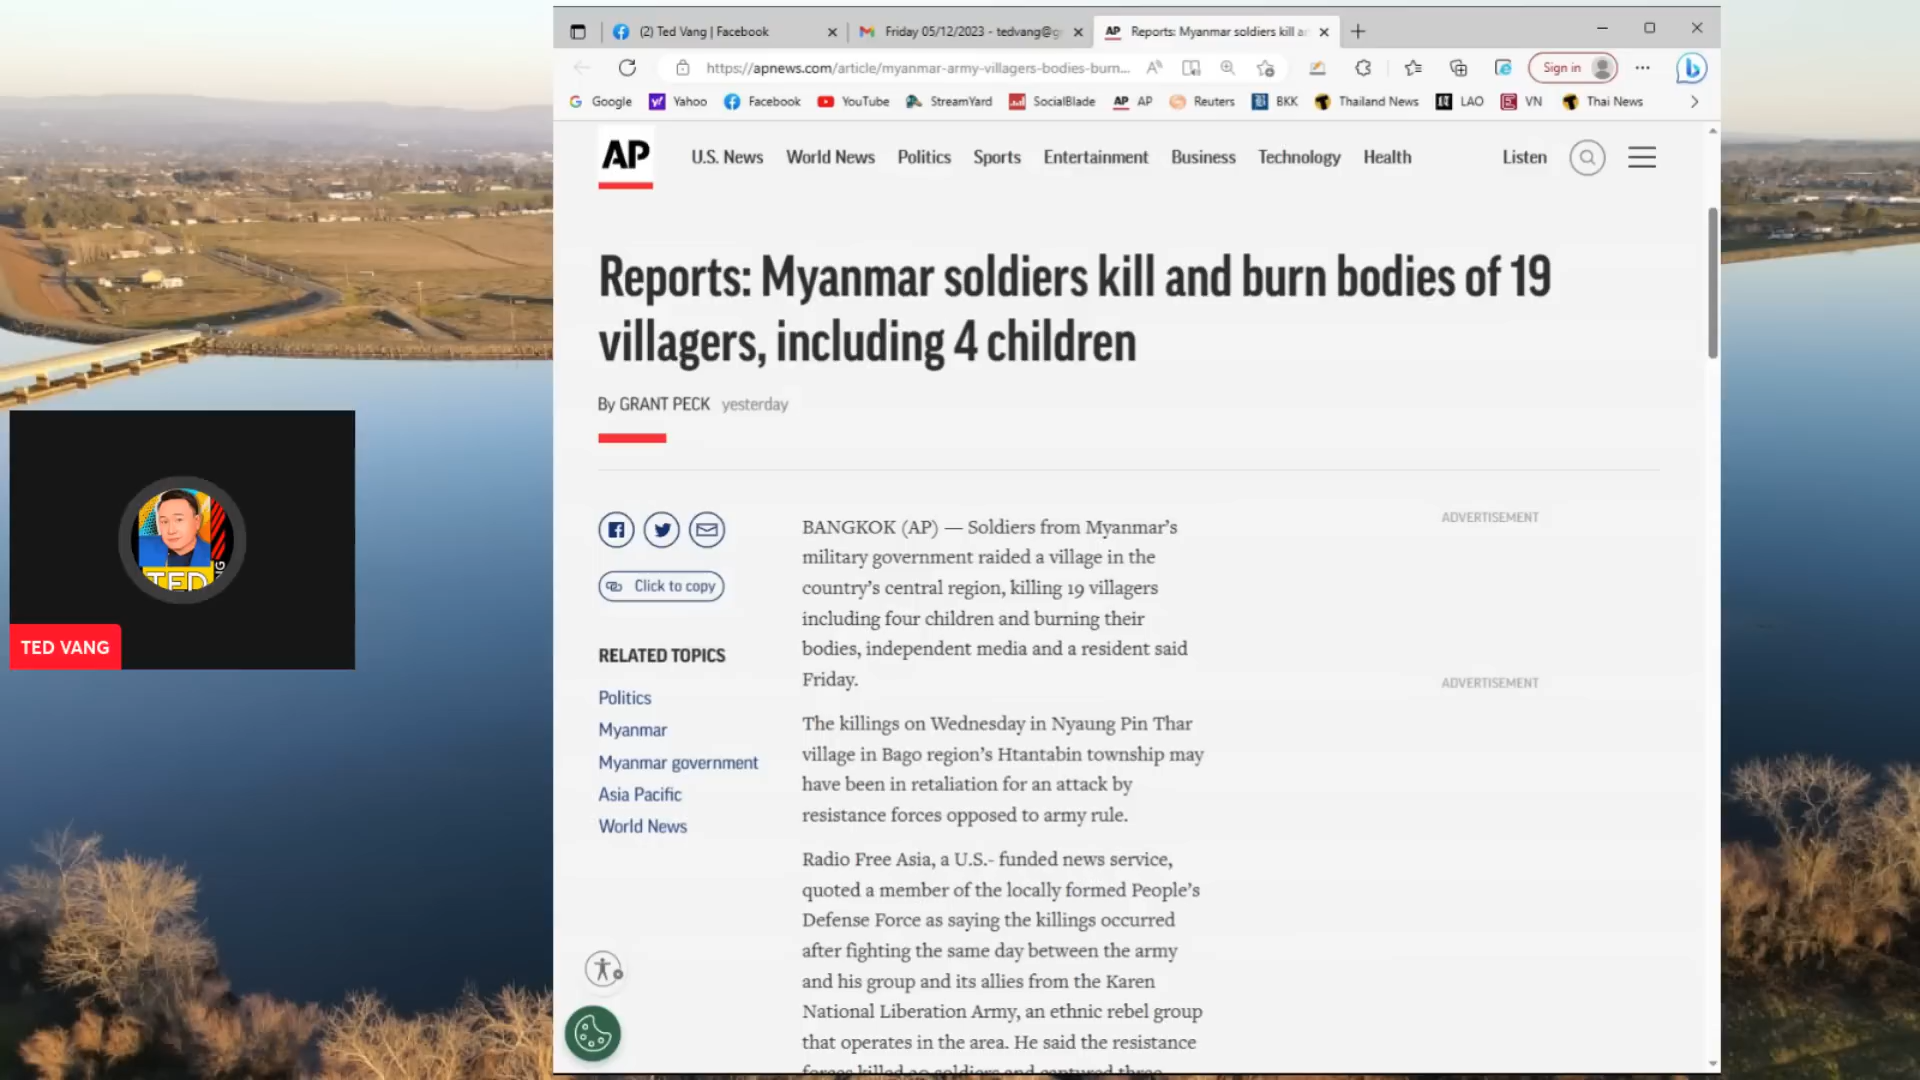 (2) Ted Vang | Facebook
Friday 05/12/2023 - tedvang@g
AP Reports: Myanmar soldiers kill a
https://apnews.com/article/myanmar-army-villagers-bodies-burn...
Sign in
Google Yahoo Facebook YouTube StreamYard SocialBlade AP AP Reuters BKK Thailand News LAO VN Thai News
AP
U.S. News World News Politics Sports Entertainment Business Technology Health Listen
Reports: Myanmar soldiers kill and burn bodies of 19
villagers, including 4 children
By GRANT PECK yesterday
Click to copy
RELATED TOPICS
Politics
Myanmar
Myanmar government
Asia Pacific
World News
BANGKOK (AP) — Soldiers from Myanmar’s
military government raided a village in the
country’s central region, killing 19 villagers
including four children and burning their
bodies, independent media and a resident said
Friday.
The killings on Wednesday in Nyaung Pin Thar
village in Bago region’s Htantabin township may
have been in retaliation for an attack by
resistance forces opposed to army rule.
Radio Free Asia, a U.S.- funded news service,
quoted a member of the locally formed People’s
Defense Force as saying the killings occurred
after fighting the same day between the army
and his group and its allies from the Karen
National Liberation Army, an ethnic rebel group
that operates in the area. He said the resistance
ADVERTISEMENT
ADVERTISEMENT
TED
TED VANG